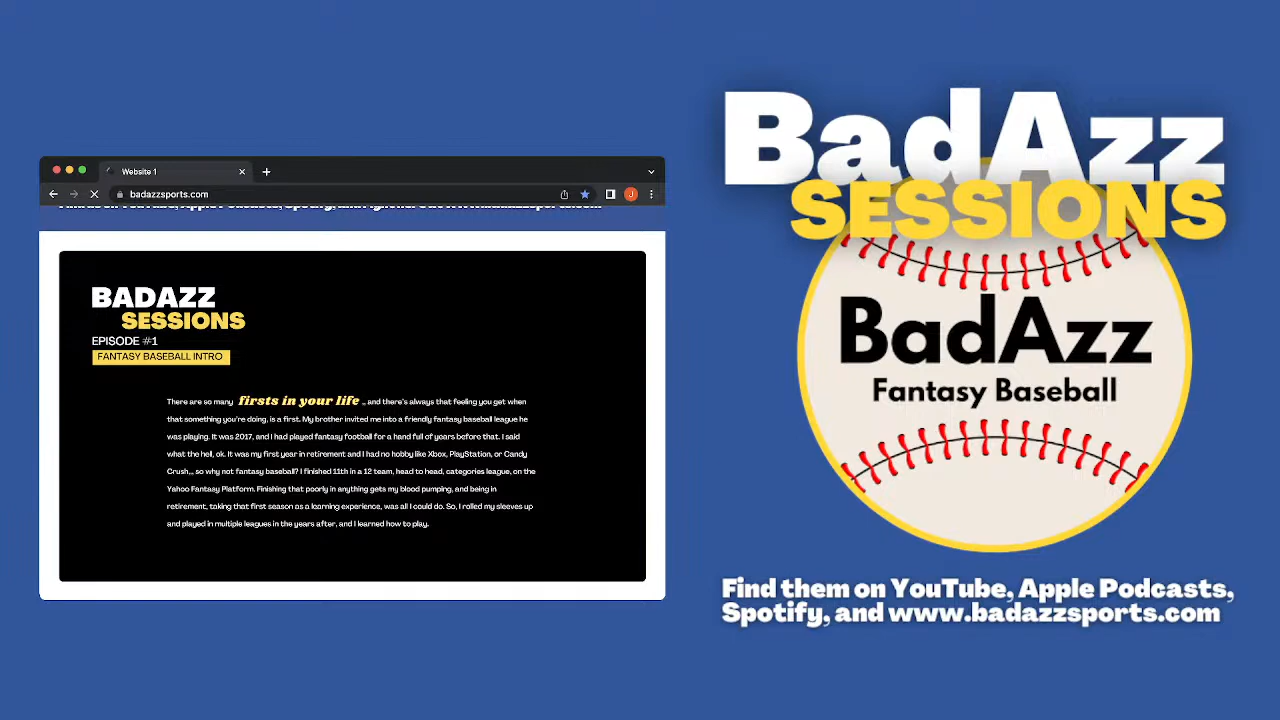 Website 1
badazzsports.com
J
BADAZZ
SESSIONS
EPISODE #1
FANTASY BASEBALL INTRO
There are so many firsts in your life .. and there's always that feeling you get when
that something you're doing, is a first. My brother invited me into a friendly fantasy baseball league he
was playing. It was 2017, and I had played fantasy football for a hand full of years before that. I said
what the hell, ok. It was my first year in retirement and I had no hobby like Xbox, PlayStation, or Candy
Crush,.. so why not fantasy baseball? I finished 11th in a 12 team, head to head, categories league, on the
Yahoo Fantasy Platform. Finishing that poorly in anything gets my blood pumping, and being in
retirement, taking that first season as a learning experience, was all I could do. So, I rolled my sleeves up
and played in multiple leagues in the years after, and I learned how to play.
BadAzz
SESSIONS
BadAzz
Fantasy Baseball
Find them on YouTube, Apple Podcasts,
Spotify, and www.badazzsports.com